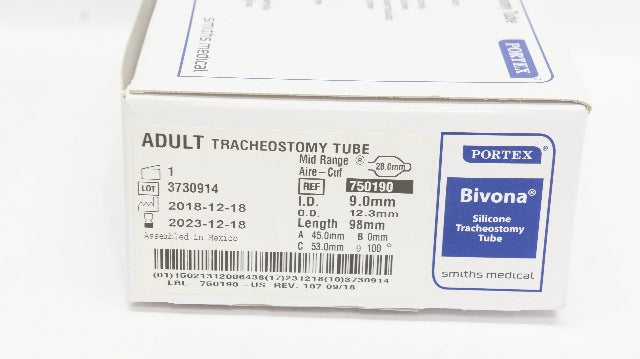 smiths medical
Tube
PORTEX
ADULT TRACHEOSTOMY TUBE
Mid Range ®
Aire-Cuf
28.0mm
1
LOT 3730914
REF 750190
2018-12-18
I.D. 9.0mm
O.D. 12.3mm
2023-12-18
Length 98mm
Assembled in Mexico
A 45.0mm B 0mm
C 53.0mm θ 100 °
(01)15021312006438(17)231218(10)3730914
LBL 750190 -US REV. 107 09/18
PORTEX®
Bivona®
Silicone
Tracheostomy
Tube
smiths medical